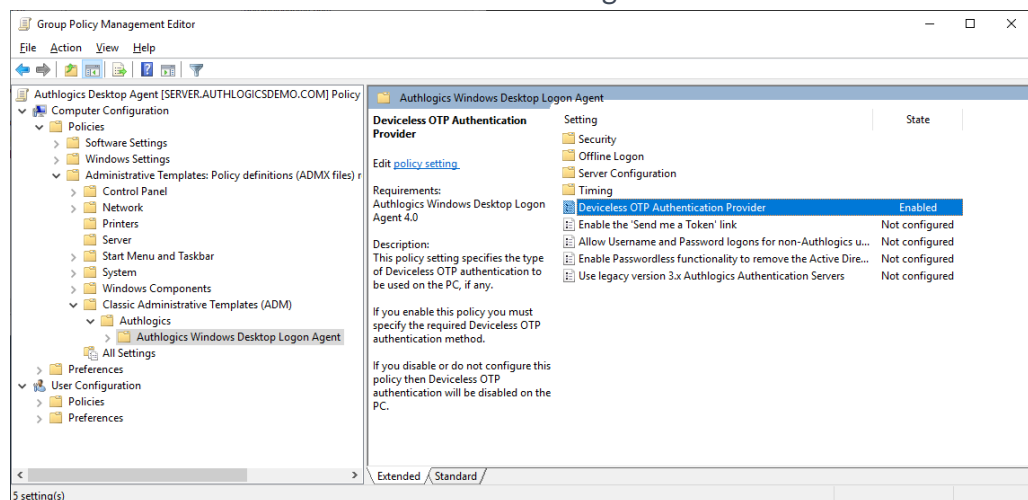 Group Policy Management Editor
File Action View Help
Authlogics Desktop Agent [SERVER.AUTHLOGICSDEMO.COM] Policy
Computer Configuration
Policies
Software Settings
Windows Settings
Administrative Templates: Policy definitions (ADMX files) r
Control Panel
Network
Printers
Server
Start Menu and Taskbar
System
Windows Components
Classic Administrative Templates (ADM)
Authlogics
Authlogics Windows Desktop Logon Agent
All Settings
Preferences
User Configuration
Policies
Preferences
Authlogics Windows Desktop Logon Agent
Deviceless OTP Authentication
Provider
Edit policy setting
Requirements:
Authlogics Windows Desktop Logon
Agent 4.0
Description:
This policy setting specifies the type
of Deviceless OTP authentication to
be used on the PC, if any.
If you enable this policy you must
specify the required Deviceless OTP
authentication method.
If you disable or do not configure this
policy then Deviceless OTP
authentication will be disabled on the
PC.
Setting State
Security
Offline Logon
Server Configuration
Timing
Deviceless OTP Authentication Provider Enabled
Enable the 'Send me a Token' link Not configured
Allow Username and Password logons for non-Authlogics u... Not configured
Enable Passwordless functionality to remove the Active Dire... Not configured
Use legacy version 3.x Authlogics Authentication Servers Not configured
Extended Standard
5 setting(s)